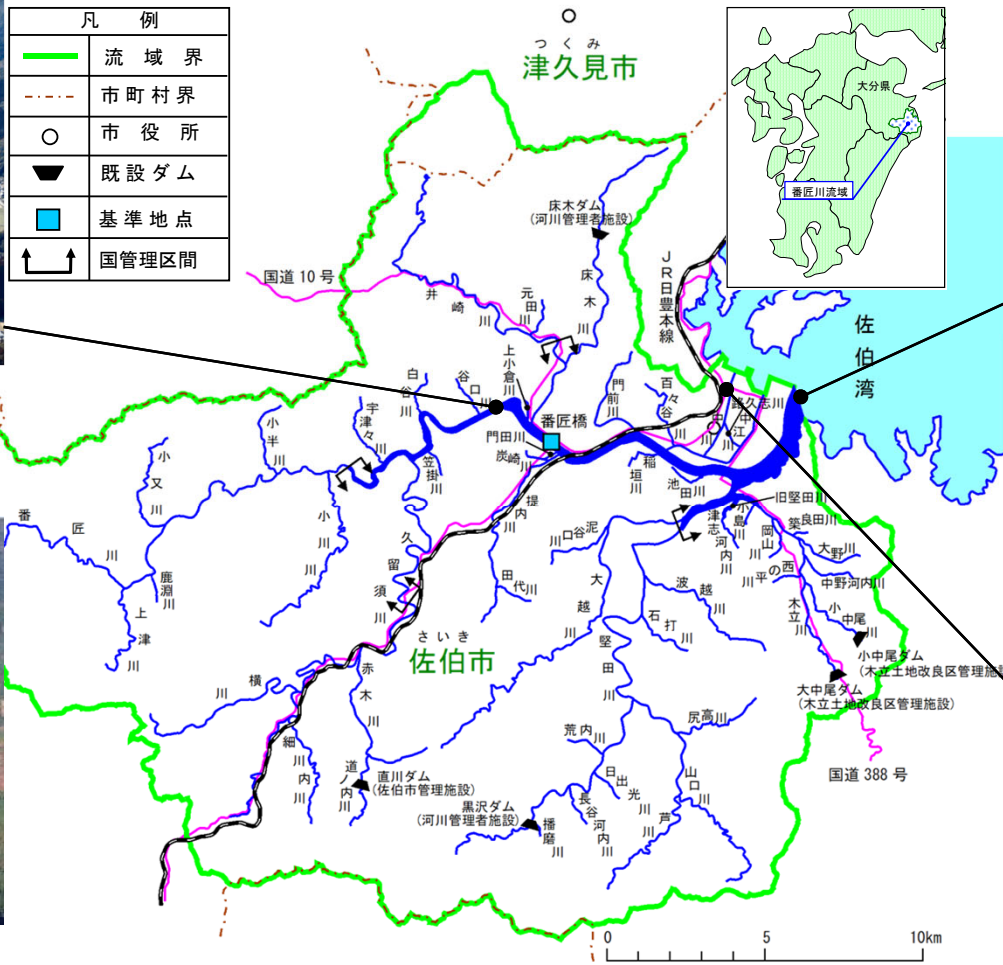 凡 例
流域界
市町村界
市役所
既設ダム
基準地点
国管理区間
つくみ
津久見市
大分県
番匠川流域
床木ダム
(河川管理者施設)
国道10号
井崎川
元田川
床木川
JR日豊本線
佐伯湾
上小倉川
白谷川
谷口川
番匠橋
門前川
百々谷川
中川
中江川
宇津々川
小半川
小又川
笠掛川
門田川
炭崎川
堤内川
稲垣川
池田川
旧堅田川
小島川
津志河内川
岡山川
築良田川
大野川
中野河内川
西の平川
木立川
小中尾川
小中尾ダム
(木立土地改良区管理施設
大中尾ダム
(木立土地改良区管理施設)
番匠川
鹿淵川
上津川
小川
久留須川
田代川
泥谷口川
大越川
波越川
石打川
堅田川
さいき
佐伯市
横川
赤木川
細川内川
道ノ内川
直川ダム
(佐伯市管理施設)
黒沢ダム
(河川管理者施設)
播磨川
荒内川
日出光川
長谷河内川
尻高川
山口川
芦川
国道388号
0 5 10km